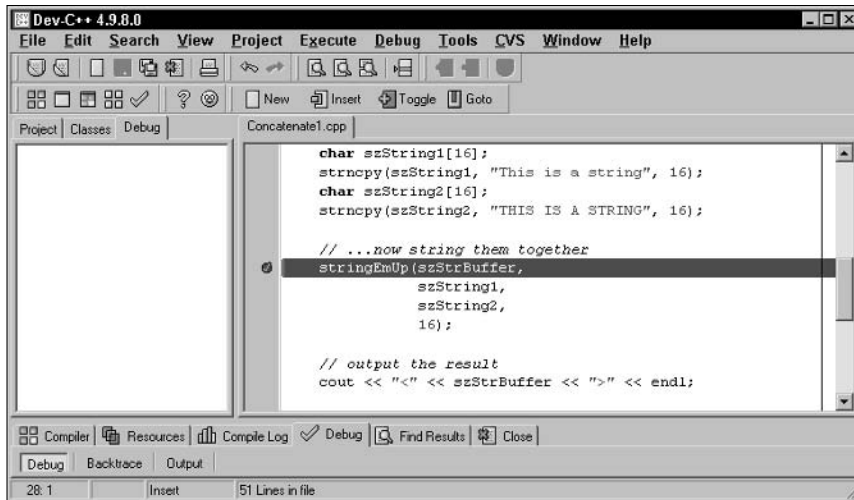 Dev-C++ 4.9.8.0
File Edit Search View Project Execute Debug Tools CVS Window Help
New Insert Toggle Goto
Project Classes Debug
Concatenate1.cpp
char szString1[16];
strncpy(szString1, "This is a string", 16);
char szString2[16];
strncpy(szString2, "THIS IS A STRING", 16);
// ...now string them together
stringEmUp(szStrBuffer,
szString1,
szString2,
16);
// output the result
cout << "<" << szStrBuffer << ">" << endl;
Compiler Resources Compile Log Debug Find Results Close
Debug Backtrace Output
28: 1 Insert 51 Lines in file